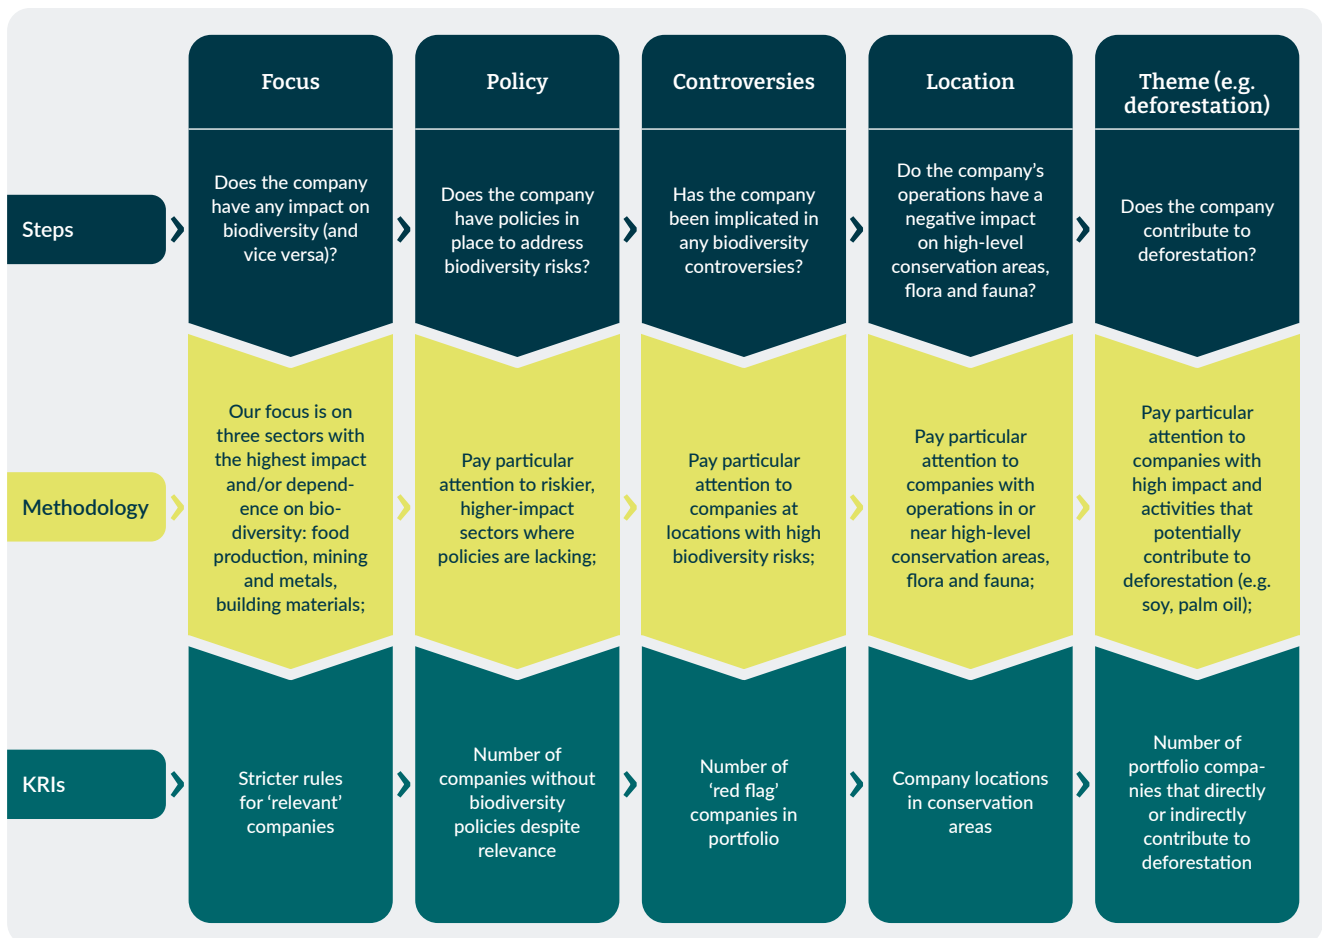 Focus
Policy
Controversies
Location
Theme (e.g.
deforestation)
Steps
Does the company
have any impact on
biodiversity (and
vice versa)?
Does the company
have policies in
place to address
biodiversity risks?
Has the company
been implicated in
any biodiversity
controversies?
Do the company’s
operations have a
negative impact
on high-level
conservation areas,
flora and fauna?
Does the company
contribute to
deforestation?
Methodology
Our focus is on
three sectors with
the highest impact
and/or depend-
ence on bio-
diversity: food
production, mining
and metals,
building materials;
Pay particular
attention to riskier,
higher-impact
sectors where
policies are lacking;
Pay particular
attention to
companies at
locations with high
biodiversity risks;
Pay particular
attention to
companies with
operations in or
near high-level
conservation areas,
flora and fauna;
Pay particular
attention to
companies with
high impact and
activities that
potentially
contribute to
deforestation (e.g.
soy, palm oil);
KRIs
Stricter rules
for ‘relevant’
companies
Number of
companies without
biodiversity
policies despite
relevance
Number of
‘red flag’
companies in
portfolio
Company locations
in conservation
areas
Number of
portfolio compa-
nies that directly
or indirectly
contribute to
deforestation